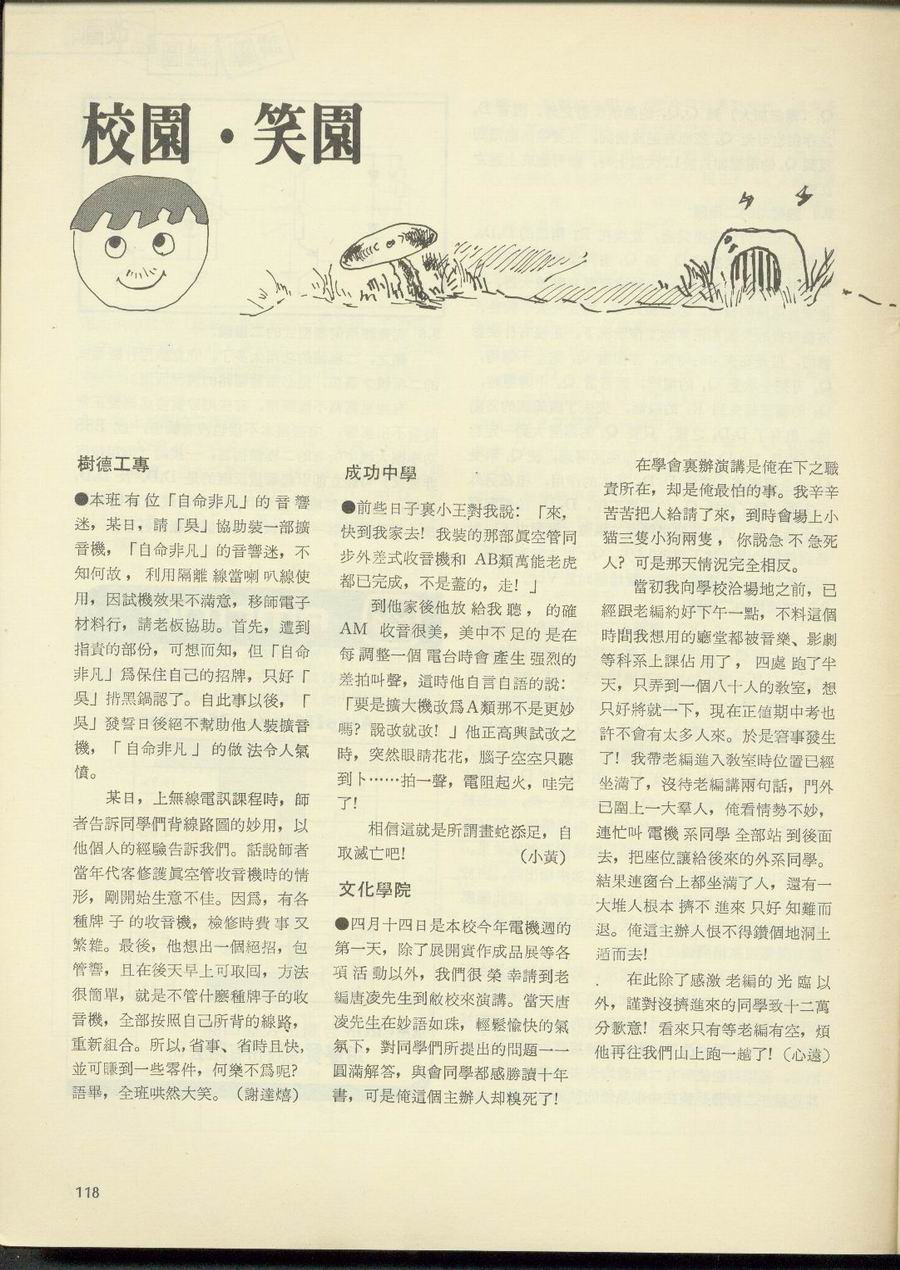 校園・笑園
樹德工專
●本班有位「自命非凡」的音響
迷，某日，請「吳」協助裝一部擴
音機，「自命非凡」的音響迷，不
知何故，利用隔離線當喇叭線使
用，因試機效果不滿意，移師電子
材料行，請老板協助。首先，遭到
指責的部份，可想而知，但「自命
非凡」爲保住自己的招牌，只好「
吳」揹黑鍋認了。自此事以後，「
吳」發誓日後絕不幫助他人裝擴音
機，「自命非凡」的做法令人氣
憤。
某日，上無線電訊課程時，師
者告訴同學們背線路圖的妙用，以
他個人的經驗告訴我們。話說師者
當年代客修護眞空管收音機時的情
形，剛開始生意不佳。因爲，有各
種牌子的收音機，檢修時費事又
繁雜。最後，他想出一個絕招，包
管響，且在後天早上可取回，方法
很簡單，就是不管什麼種牌子的收
音機，全部按照自己所背的線路，
重新組合。所以，省事、省時且快，
並可賺到一些零件，何樂不爲呢？
語畢，全班哄然大笑。（謝達熺）
成功中學
●前些日子裏小王對我說：「來，
快到我家去！我裝的那部眞空管同
步外差式收音機和 AB類萬能老虎
都已完成，不是蓋的，走！」
到他家後他放給我聽，的確
AM 收音很美，美中不足的是在
每調整一個電台時會產生强烈的
差拍叫聲，這時他自言自語的說：
「要是擴大機改爲A類那不是更妙
嗎？說改就改！」他正高興試改之
時，突然眼睛花花，腦子空空只聽
到卜……拍一聲，電阻起火，哇完
了！
相信這就是所謂畫蛇添足，自
取滅亡吧！（小黃）
文化學院
●四月十四日是本校今年電機週的
第一天，除了展開實作成品展等各
項活動以外，我們很榮幸請到老
編唐凌先生到敝校來演講。當天唐
凌先生在妙語如珠，輕鬆愉快的氣
氛下，對同學們所提出的問題一一
圓滿解答，與會同學都感勝讀十年
書，可是俺這個主辦人却糗死了！
在學會裏辦演講是俺在下之職
責所在，却是俺最怕的事。我辛辛
苦苦把人給請了來，到時會場上小
猫三隻小狗兩隻，你說急不急死
人？可是那天情況完全相反。
當初我向學校洽場地之前，已
經跟老編約好下午一點，不料這個
時間我想用的廳堂都被音樂、影劇
等科系上課佔用了，四處跑了半
天，只弄到一個八十人的教室，想
只好將就一下，現在正値期中考也
許不會有太多人來。於是窘事發生
了！我帶老編進入教室時位置已經
坐滿了，沒待老編講兩句話，門外
已圍上一大羣人，俺看情勢不妙，
連忙叫電機系同學全部站到後面
去，把座位讓給後來的外系同學。
結果連窗台上都坐滿了人，還有一
大堆人根本擠不進來只好知難而
退。俺這主辦人恨不得鑽個地洞土
遁而去！
在此除了感激老編的光臨以
外，謹對沒擠進來的同學致十二萬
分歉意！看來只有等老編有空，煩
他再往我們山上跑一趟了！（心遠）
118